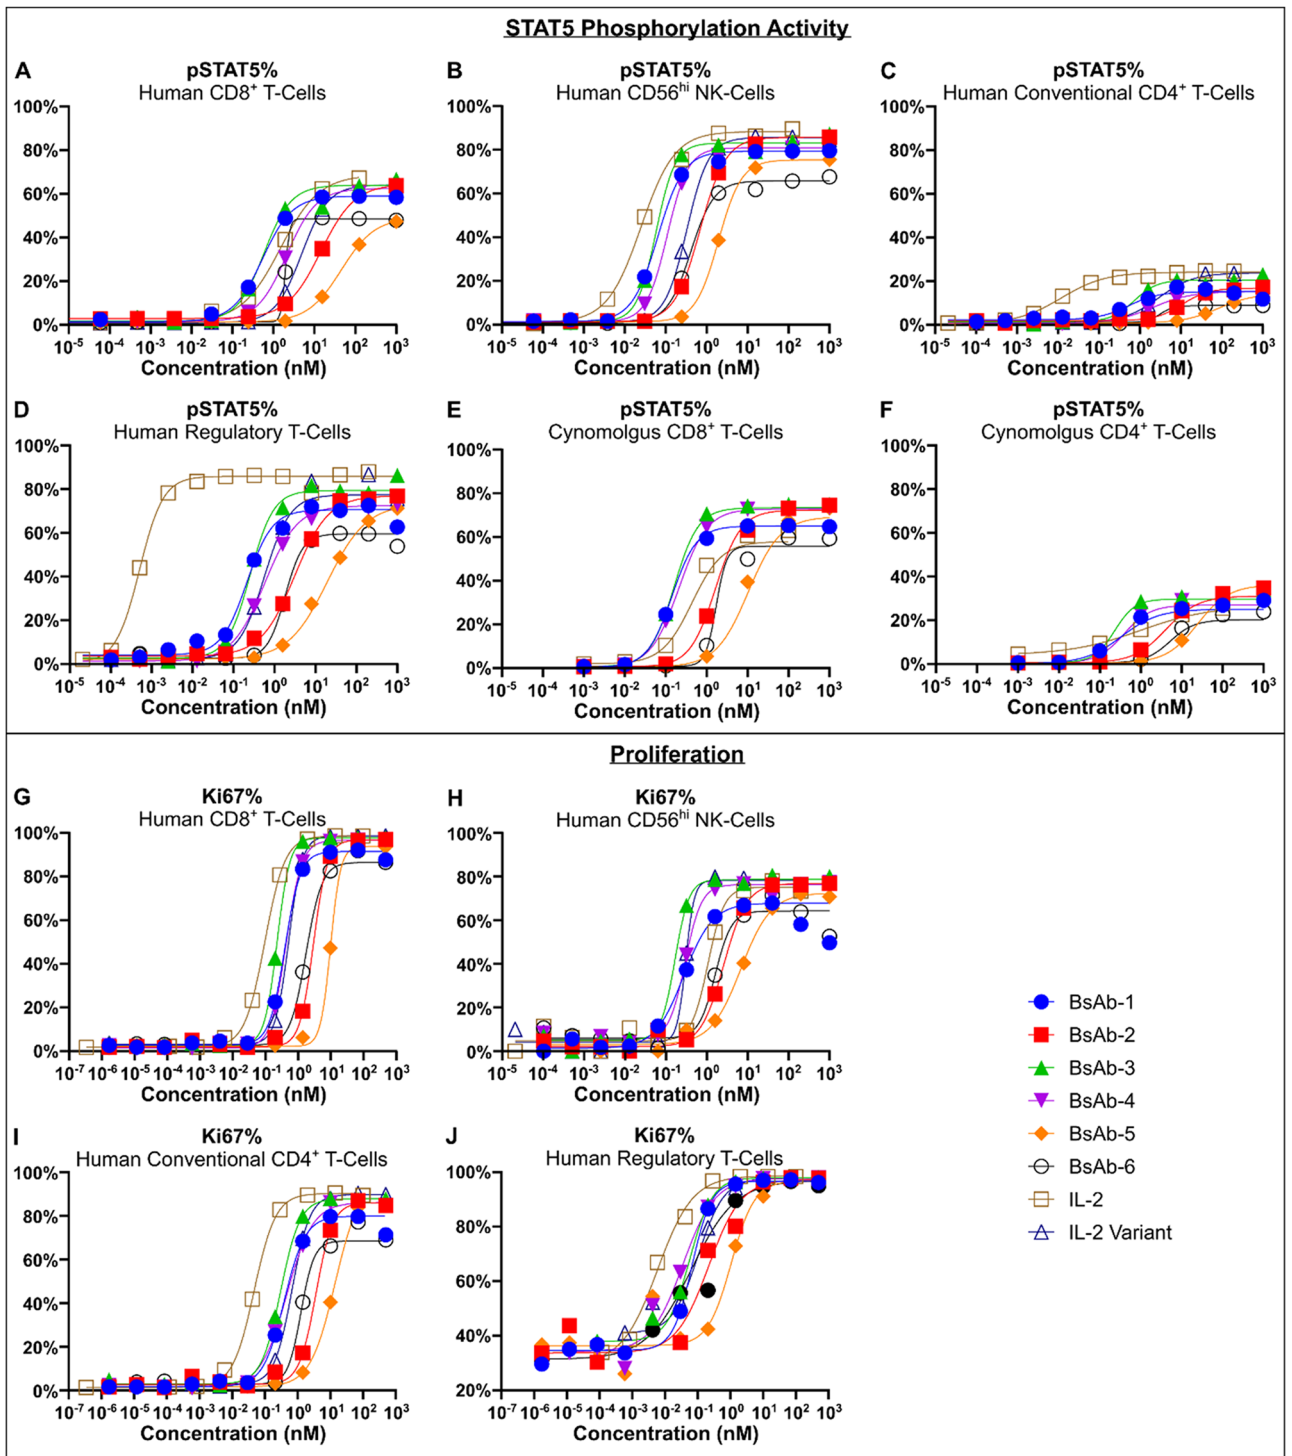 STAT5 Phosphorylation Activity
A
pSTAT5%
Human CD8⁺ T-Cells
100%
80%
60%
40%
20%
0%
10⁻⁵ 10⁻⁴ 10⁻³ 10⁻² 10⁻¹ 10⁰ 10¹ 10² 10³
Concentration (nM)
B
pSTAT5%
Human CD56ʰⁱ NK-Cells
100%
80%
60%
40%
20%
0%
10⁻⁵ 10⁻⁴ 10⁻³ 10⁻² 10⁻¹ 10⁰ 10¹ 10² 10³
Concentration (nM)
C
pSTAT5%
Human Conventional CD4⁺ T-Cells
100%
80%
60%
40%
20%
0%
10⁻⁵ 10⁻⁴ 10⁻³ 10⁻² 10⁻¹ 10⁰ 10¹ 10² 10³
Concentration (nM)
D
pSTAT5%
Human Regulatory T-Cells
100%
80%
60%
40%
20%
0%
10⁻⁵ 10⁻⁴ 10⁻³ 10⁻² 10⁻¹ 10⁰ 10¹ 10² 10³
Concentration (nM)
E
pSTAT5%
Cynomolgus CD8⁺ T-Cells
100%
80%
60%
40%
20%
0%
10⁻⁵ 10⁻⁴ 10⁻³ 10⁻² 10⁻¹ 10⁰ 10¹ 10² 10³
Concentration (nM)
F
pSTAT5%
Cynomolgus CD4⁺ T-Cells
100%
80%
60%
40%
20%
0%
10⁻⁵ 10⁻⁴ 10⁻³ 10⁻² 10⁻¹ 10⁰ 10¹ 10² 10³
Concentration (nM)
Proliferation
G
Ki67%
Human CD8⁺ T-Cells
100%
80%
60%
40%
20%
0%
10⁻⁷ 10⁻⁶ 10⁻⁵ 10⁻⁴ 10⁻³ 10⁻² 10⁻¹ 10⁰ 10¹ 10² 10³
Concentration (nM)
H
Ki67%
Human CD56ʰⁱ NK-Cells
100%
80%
60%
40%
20%
0%
10⁻⁵ 10⁻⁴ 10⁻³ 10⁻² 10⁻¹ 10⁰ 10¹ 10² 10³
Concentration (nM)
I
Ki67%
Human Conventional CD4⁺ T-Cells
100%
80%
60%
40%
20%
0%
10⁻⁷ 10⁻⁶ 10⁻⁵ 10⁻⁴ 10⁻³ 10⁻² 10⁻¹ 10⁰ 10¹ 10² 10³
Concentration (nM)
J
Ki67%
Human Regulatory T-Cells
100%
80%
60%
40%
20%
10⁻⁷ 10⁻⁶ 10⁻⁵ 10⁻⁴ 10⁻³ 10⁻² 10⁻¹ 10⁰ 10¹ 10² 10³
Concentration (nM)
BsAb-1
BsAb-2
BsAb-3
BsAb-4
BsAb-5
BsAb-6
IL-2
IL-2 Variant